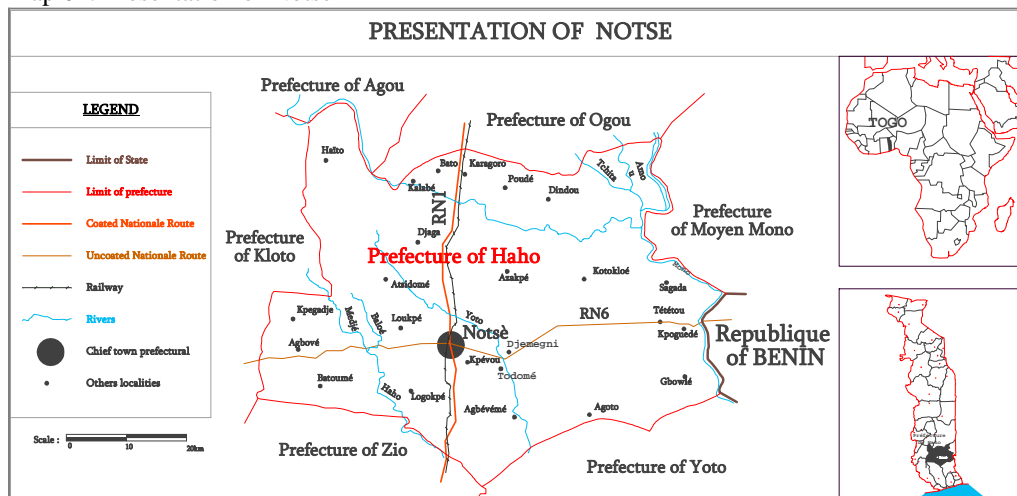 PRESENTATION OF NOTSE
LEGEND
Limit of State
Limit of prefecture
Coated Nationale Route
Uncoated Nationale Route
Railway
Rivers
Chief town prefectural
Others localities
Scale :
0 10 20km
Prefecture of Agou
Prefecture of Ogou
Haïto
Bato
Karagoro
Kalabé
Poudé
Dindou
Tchita
Amo
RN1
Prefecture
of Moyen Mono
Prefecture
of Kloto
Djaga
Prefecture of Haho
Azakpé
Kotokloé
Mono
Sagada
Atsidomé
Kpegadje
Medjé
Baloé
Loukpé
Yoto
Notsè
RN6
Tététou
Kpoguedé
Republique
of BENIN
Agbové
Djemegni
Kpévou
Todomé
Batoumé
Haho
Logokpé
Gbowlé
Agbévémé
Agoto
Prefecture of Zio
Prefecture of Yoto
TOGO
Préfecture